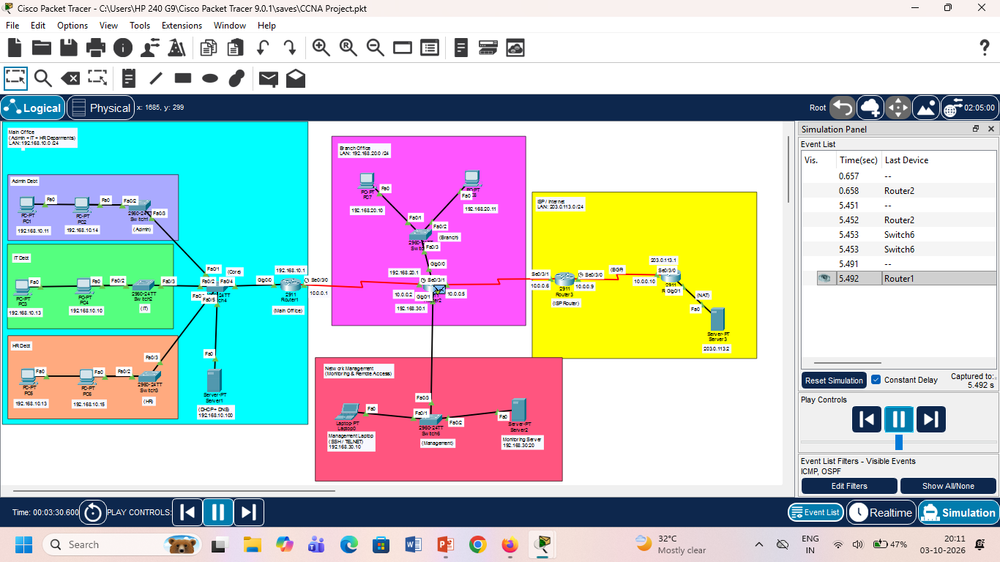 Cisco Packet Tracer - C:\Users\HP 240 G9\Cisco Packet Tracer 9.0.1\saves\CCNA Project.pkt
File Edit Options View Tools Extensions Window Help
Logical Physical x: 1685, y: 299 Root 02:05:00
Main Office
(Admin + IT + HR Deparments)
LAN: 192.168.10.0 /24
Admin Debt
Fa0 Fa0 Fa0/2
PC-PT
PC1
PC-PT
PC2
Fa0/3
192.168.10.11
192.168.10.14
(Admin)
IT Debt
Fa0 Fa0 Fa0/2 Fa0/3
PC-PT
PC3
PC-PT
PC4
2960-24TT
Switch2
192.168.10.13
192.168.10.10
(IT)
HR Debt
Fa0 Fa0 Fa0/2 Fa0/3
PC-PT
PC5
PC-PT
PC6
2960-24TT
Switch3
192.168.10.13
192.168.10.15
(HR)
Fa0/1
(Core)
Fa0/2 Fa0/4
Fa0/5
Fa0
Server-PT
Server1
(DHCP+ DNS)
192.168.10.100
192.168.10.1
Gig0/0
Se0/3/0
10.0.0.1
2911
Router1
(Main Office)
Branch Office
LAN: 192.168.20.0 /24
PC-PT
PC7
Fa0
Fa0
192.168.20.10
192.168.20.11
Fa0/1
Fa0/2
(Branch)
Fa0/3
Gig0/0
192.168.20.1
Se0/3/1
10.0.0.2
Gig0/1
10.0.0.5
192.168.30.1
Network Management
(Monitoring & Remote Access)
Fa0/3
Fa0
Fa0/1
Fa0/2
Fa0
Laptop-PT
Laptop0
2960-24TT
Switch6
Server-PT
Server2
Management Laptop
(SSH / TELNET)
192.168.30.10
(Management)
Monitoring Server
192.168.30.20
ISP / Internet
LAN: 203.0.113.0 /24
Se0/3/1
10.0.0.6
2911
Router3
(ISP Router)
Se0/3/0
10.0.0.9
(BGP)
203.0.113.1
Se0/3/0
10.0.0.10
2911
Gig0/1
(NAT)
Fa0
Server-PT
Server3
203.0.113.2
Simulation Panel
Event List
Vis. Time(sec) Last Device
0.657 --
0.658 Router2
5.451 --
5.452 Router2
5.453 Switch6
5.453 Switch6
5.491 --
5.492 Router1
Reset Simulation Constant Delay Captured to:
5.492 s
Play Controls
Event List Filters - Visible Events
ICMP, OSPF
Edit Filters Show All/None
Time: 00:03:30.600 PLAY CONTROLS: Event List Realtime Simulation
Search
32°C
Mostly clear
ENG
IN
47%
20:11
03-10-2026